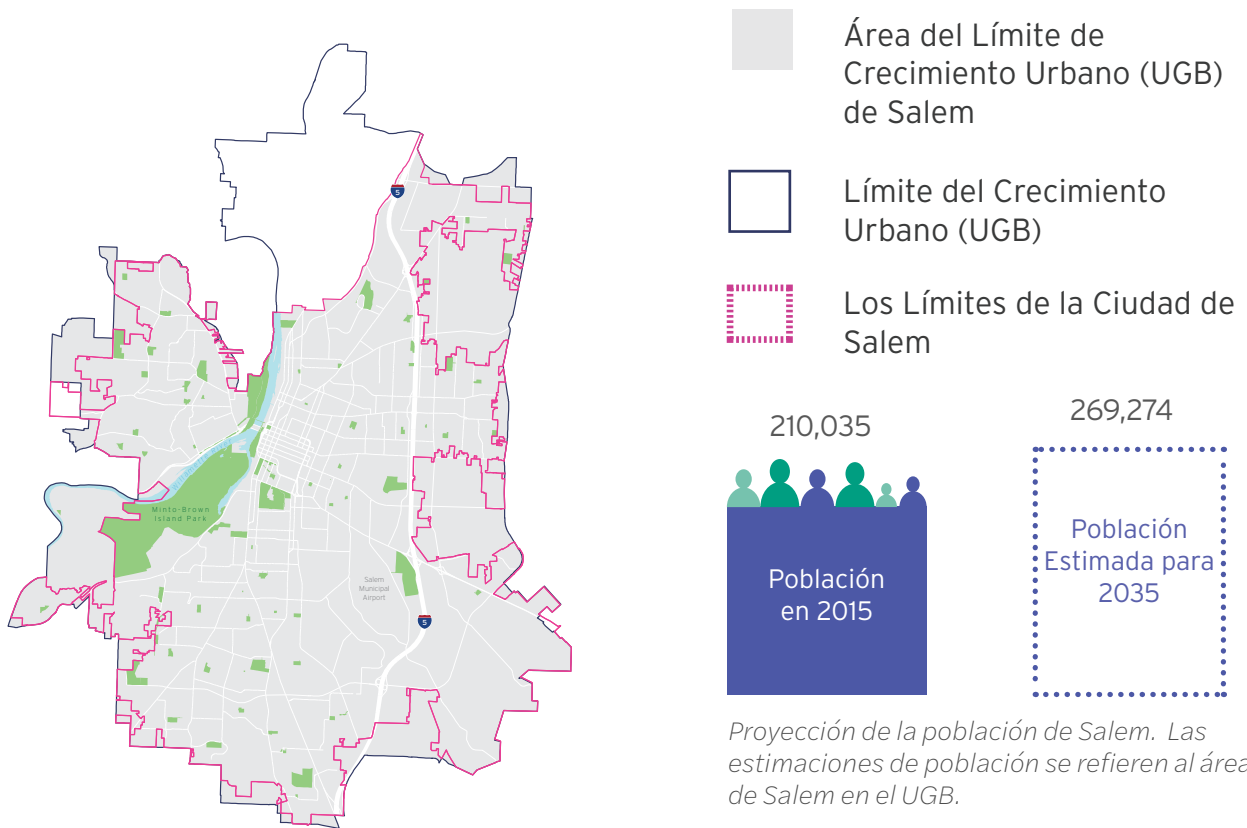 Área del Límite de
Crecimiento Urbano (UGB)
de Salem
Límite del Crecimiento
Urbano (UGB)
Los Límites de la Ciudad de
Salem
5
Minto-Brown
Island Park
Salem
Municipal
Airport
5
210,035
Población
en 2015
269,274
Población
Estimada para
2035
Proyección de la población de Salem. Las
estimaciones de población se refieren al área
de Salem en el UGB.